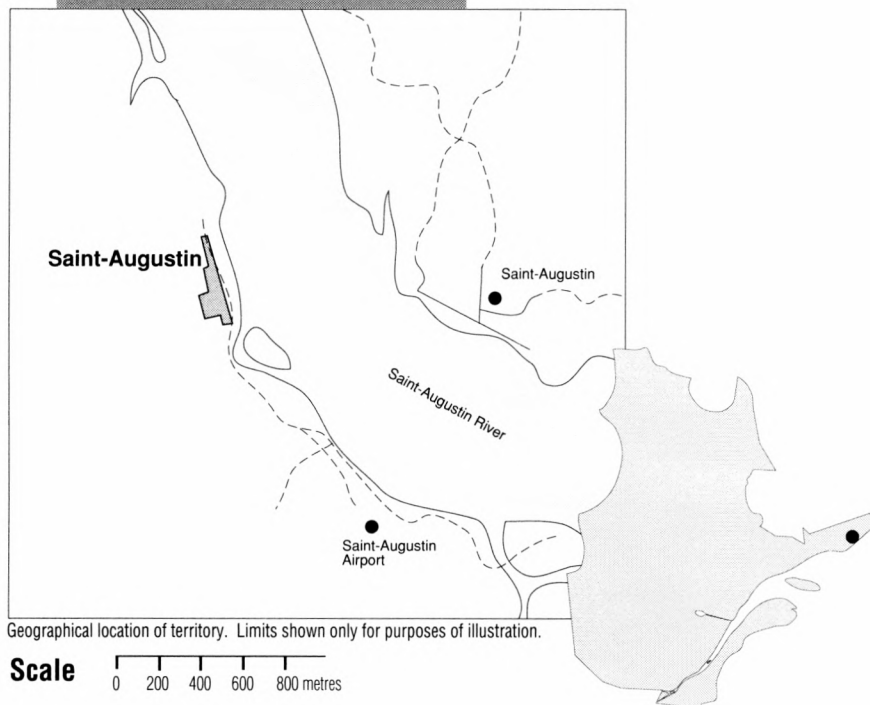 Saint-Augustin
Saint-Augustin
Saint-Augustin River
Saint-Augustin
Airport
Geographical location of territory. Limits shown only for purposes of illustration.
Scale
0 200 400 600 800 metres